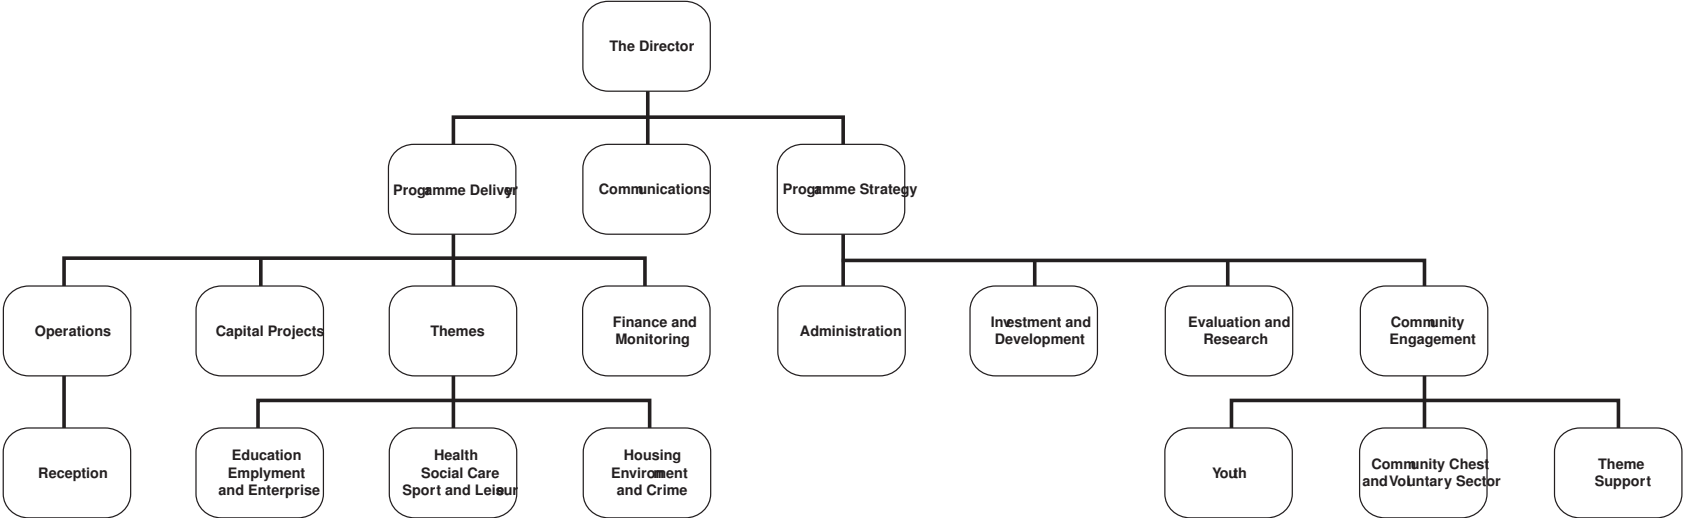 The Director
Programme Delivery
Communications
Programme Strategy
Operations
Capital Projects
Themes
Finance and
Monitoring
Administration
Investment and
Development
Evaluation and
Research
Community
Engagement
Reception
Education
Emplyment
and Enterprise
Health
Social Care
Sport and Leisur
Housing
Environment
and Crime
Youth
Community Chest
and Voluntary Sector
Theme
Support